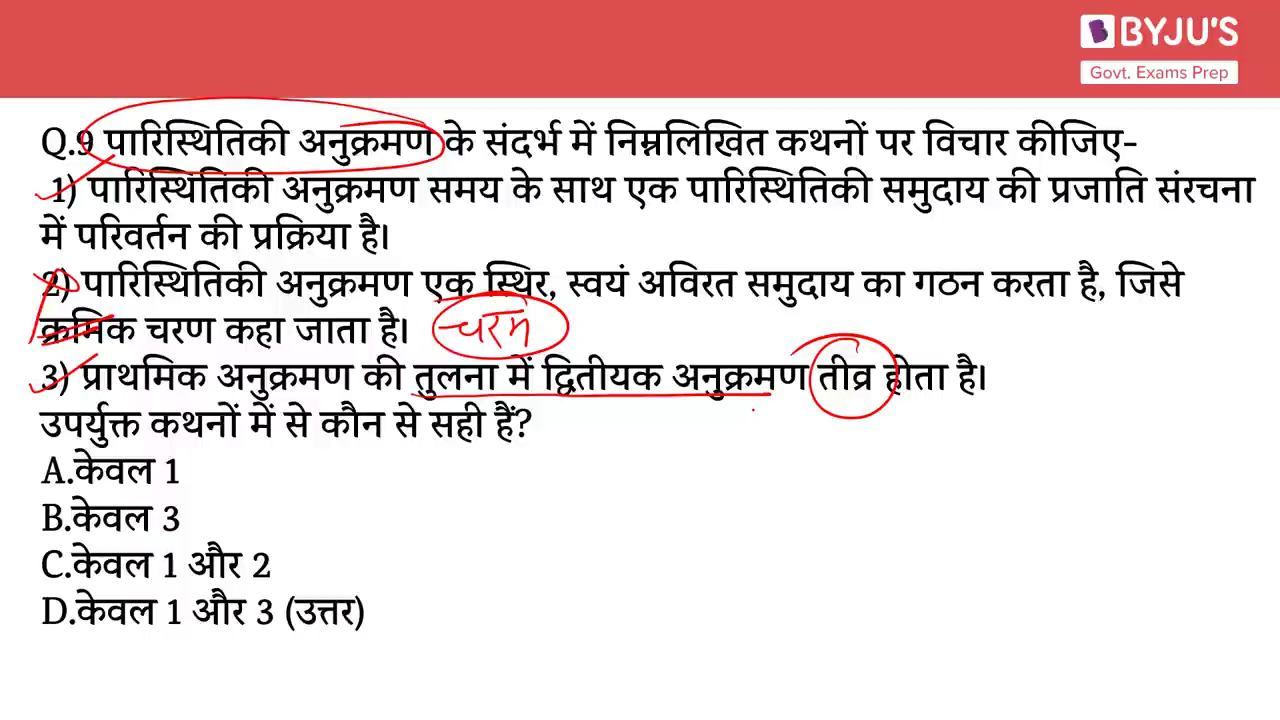 BYJU'S
Govt. Exams Prep
Q.9 पारिस्थितिकी अनुक्रमण के संदर्भ में निम्नलिखित कथनों पर विचार कीजिए-
1) पारिस्थितिकी अनुक्रमण समय के साथ एक पारिस्थितिकी समुदाय की प्रजाति संरचना
में परिवर्तन की प्रक्रिया है।
2) पारिस्थितिकी अनुक्रमण एक स्थिर, स्वयं अविरत समुदाय का गठन करता है, जिसे
क्रमिक चरण कहा जाता है। चरम
3) प्राथमिक अनुक्रमण की तुलना में द्वितीयक अनुक्रमण तीव्र होता है।
उपर्युक्त कथनों में से कौन से सही हैं?
A.केवल 1
B.केवल 3
C.केवल 1 और 2
D.केवल 1 और 3 (उत्तर)